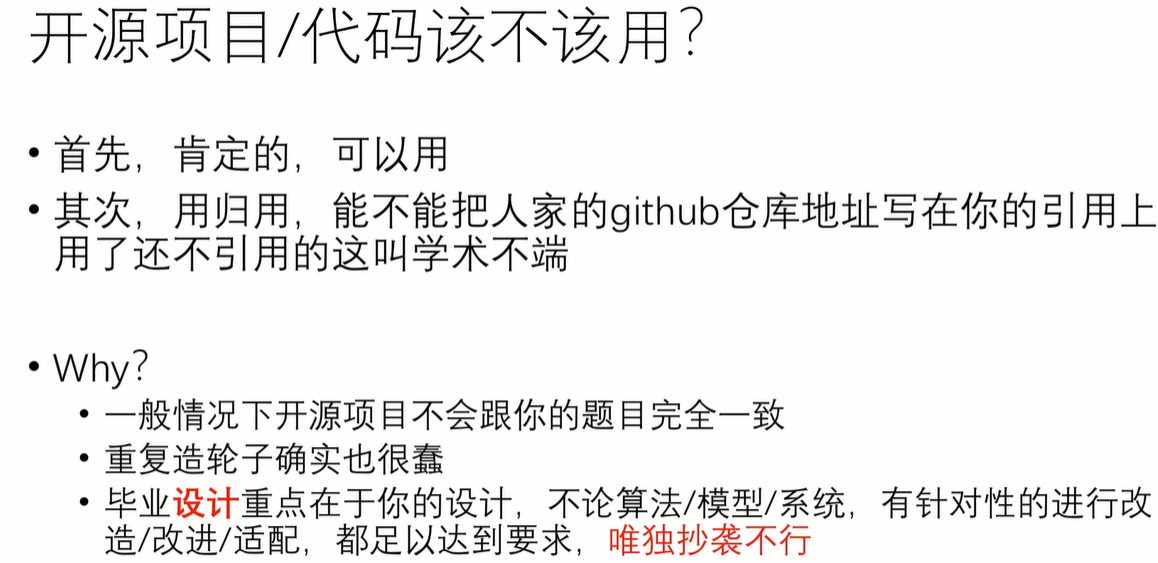 开源项目/代码该不该用？
• 首先，肯定的，可以用
• 其次，用归用，能不能把人家的github仓库地址写在你的引用上
用了还不引用的这叫学术不端
• Why？
• 一般情况下开源项目不会跟你的题目完全一致
• 重复造轮子确实也很蠢
• 毕业设计重点在于你的设计，不论算法/模型/系统，有针对性的进行改
造/改进/适配，都足以达到要求，唯独抄袭不行